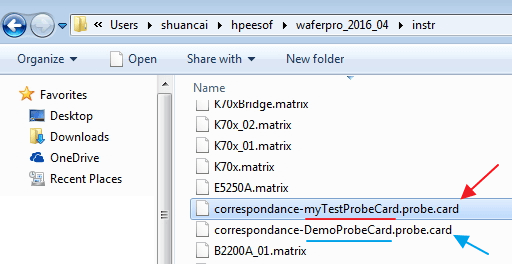 Users ▸ shuancai ▸ hpeesof ▸ waferpro_2016_04 ▸ instr
Organize Open Share with New folder
Favorites
Desktop
Downloads
OneDrive
Recent Places
Name
K70xBridge.matrix
K70x_02.matrix
K70x_01.matrix
K70x.matrix
E5250A.matrix
correspondance-myTestProbeCard.probe.card
correspondance-DemoProbeCard.probe.card
B2200A_01.matrix